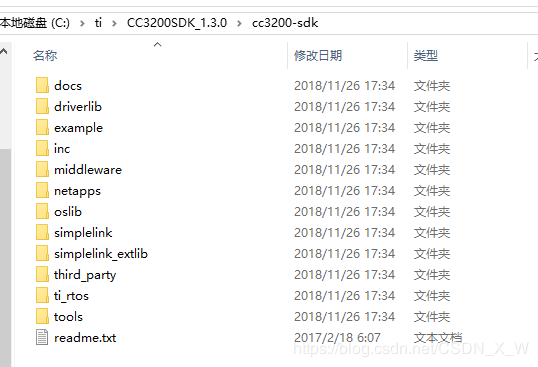 本地磁盘 (C:) › ti › CC3200SDK_1.3.0 › cc3200-sdk
名称 修改日期 类型
docs 2018/11/26 17:34 文件夹
driverlib 2018/11/26 17:34 文件夹
example 2018/11/26 17:34 文件夹
inc 2018/11/26 17:34 文件夹
middleware 2018/11/26 17:34 文件夹
netapps 2018/11/26 17:34 文件夹
oslib 2018/11/26 17:34 文件夹
simplelink 2018/11/26 17:34 文件夹
simplelink_extlib 2018/11/26 17:34 文件夹
third_party 2018/11/26 17:34 文件夹
ti_rtos 2018/11/26 17:34 文件夹
tools 2018/11/26 17:34 文件夹
readme.txt 2017/2/18 6:07 文本文档
https://blog.csdn.net/CSDN_X_W